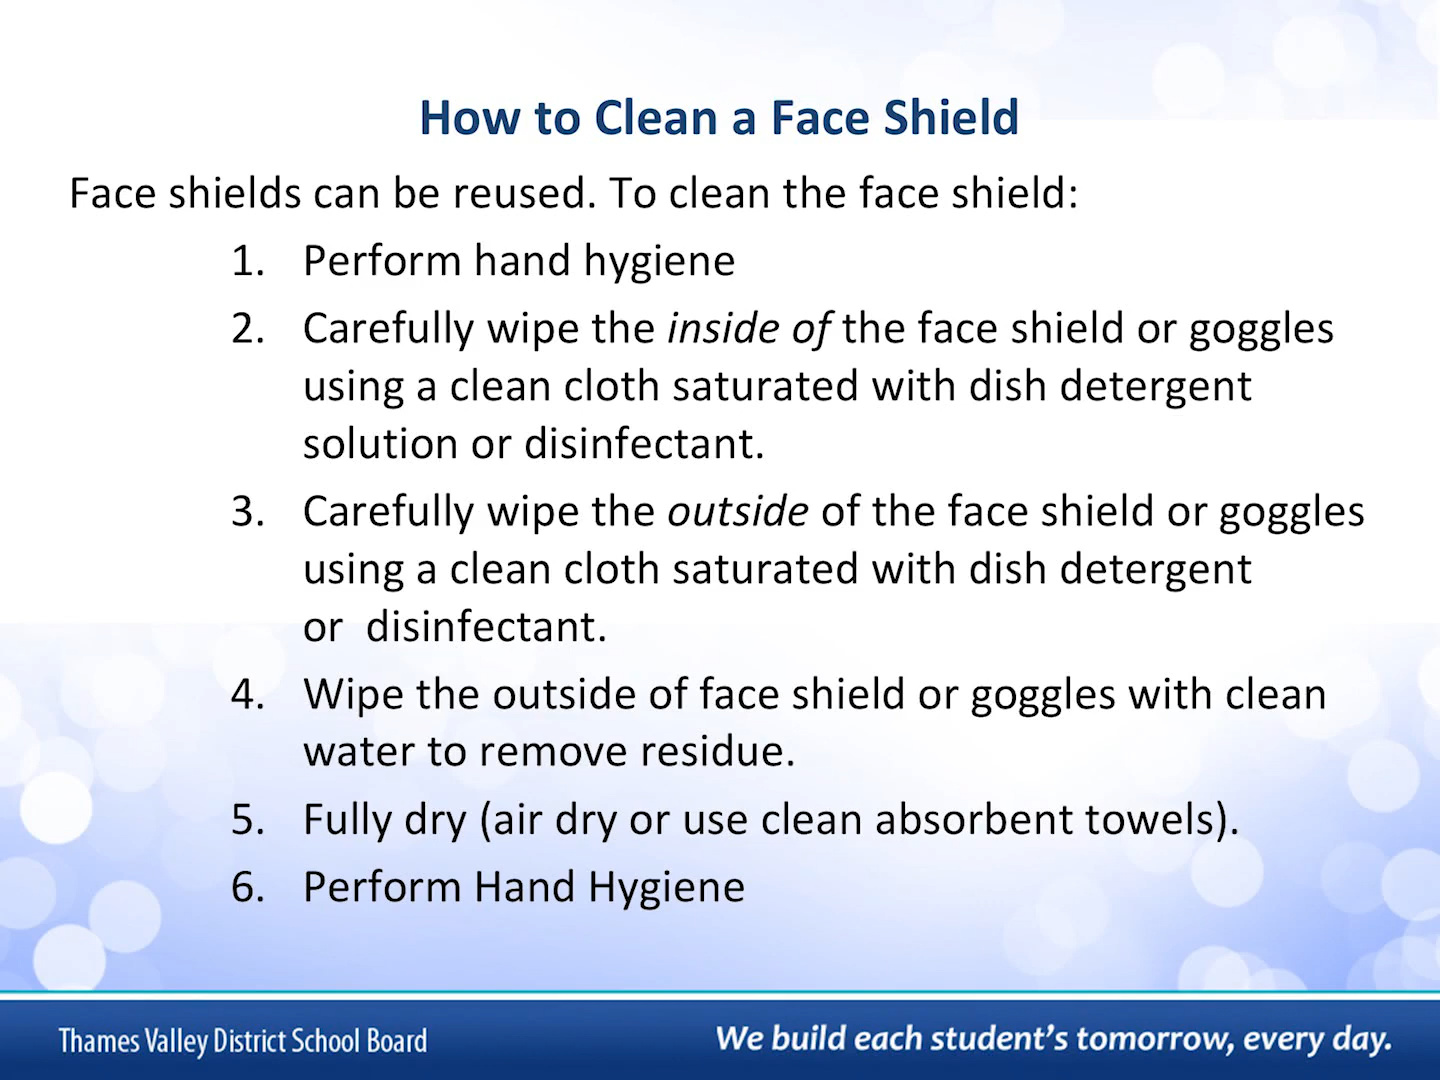 How to Clean a Face Shield
Face shields can be reused. To clean the face shield:
1. Perform hand hygiene
2. Carefully wipe the inside of the face shield or goggles
using a clean cloth saturated with dish detergent
solution or disinfectant.
3. Carefully wipe the outside of the face shield or goggles
using a clean cloth saturated with dish detergent
or  disinfectant.
4. Wipe the outside of face shield or goggles with clean
water to remove residue.
5. Fully dry (air dry or use clean absorbent towels).
6. Perform Hand Hygiene
Thames Valley District School Board
We build each student's tomorrow, every day.